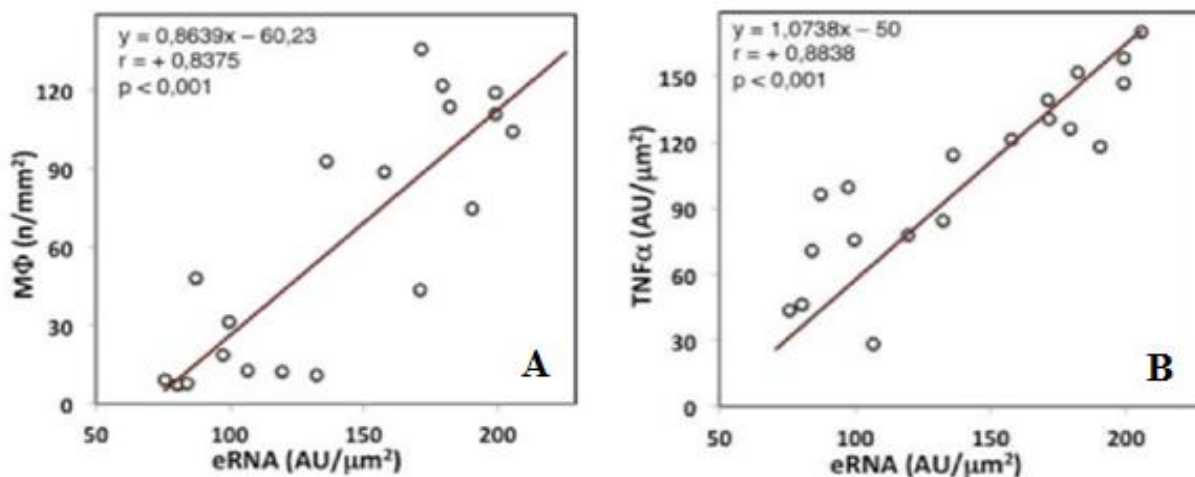 y = 0,8639x – 60,23
r = + 0,8375
p < 0,001
120
90
60
30
0
MΦ (n/mm²)
50 100 150 200
eRNA (AU/μm²)
A
y = 1,0738x – 50
r = + 0,8838
p < 0,001
150
120
90
60
30
0
TNFα (AU/μm²)
50 100 150 200
eRNA (AU/μm²)
B